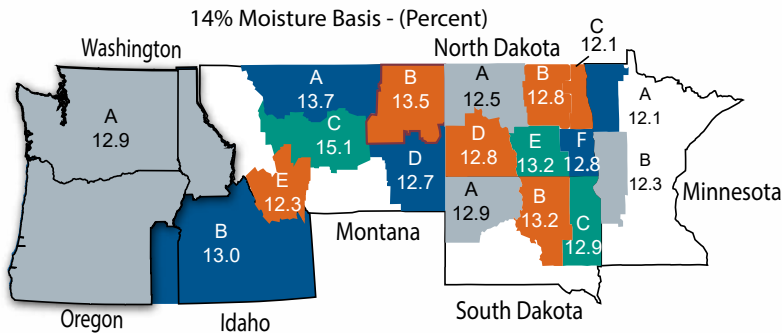 14% Moisture Basis - (Percent)
Washington
North Dakota
C
12.1
A
12.9
A
13.7
B
13.5
A
12.5
B
12.8
A
12.1
C
15.1
D
12.8
E
13.2
F
12.8
D
12.7
B
12.3
E
12.3
A
12.9
B
13.2
C
12.9
Minnesota
B
13.0
Montana
South Dakota
Oregon
Idaho